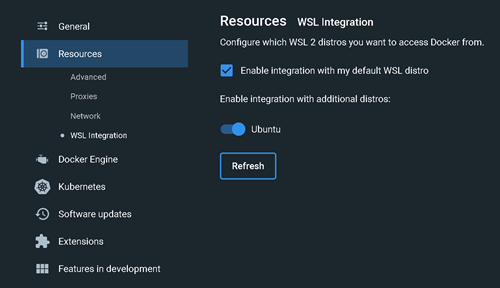 General
Resources
Advanced
Proxies
Network
WSL Integration
Docker Engine
Kubernetes
Software updates
Extensions
Features in development
Resources WSL Integration
Configure which WSL 2 distros you want to access Docker from.
Enable integration with my default WSL distro
Enable integration with additional distros:
Ubuntu
Refresh